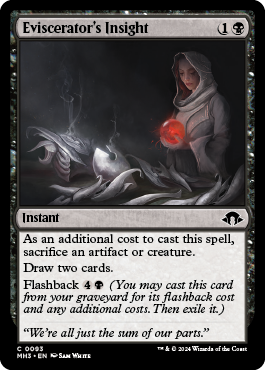 Eviscerator's Insight 1
Instant
As an additional cost to cast this spell,
sacrifice an artifact or creature.
Draw two cards.
Flashback 4 (You may cast this card
from your graveyard for its flashback cost
and any additional costs. Then exile it.)
"We're all just the sum of our parts."
C 0093
MH3 • EN Sam White
™ & © 2024 Wizards of the Coast